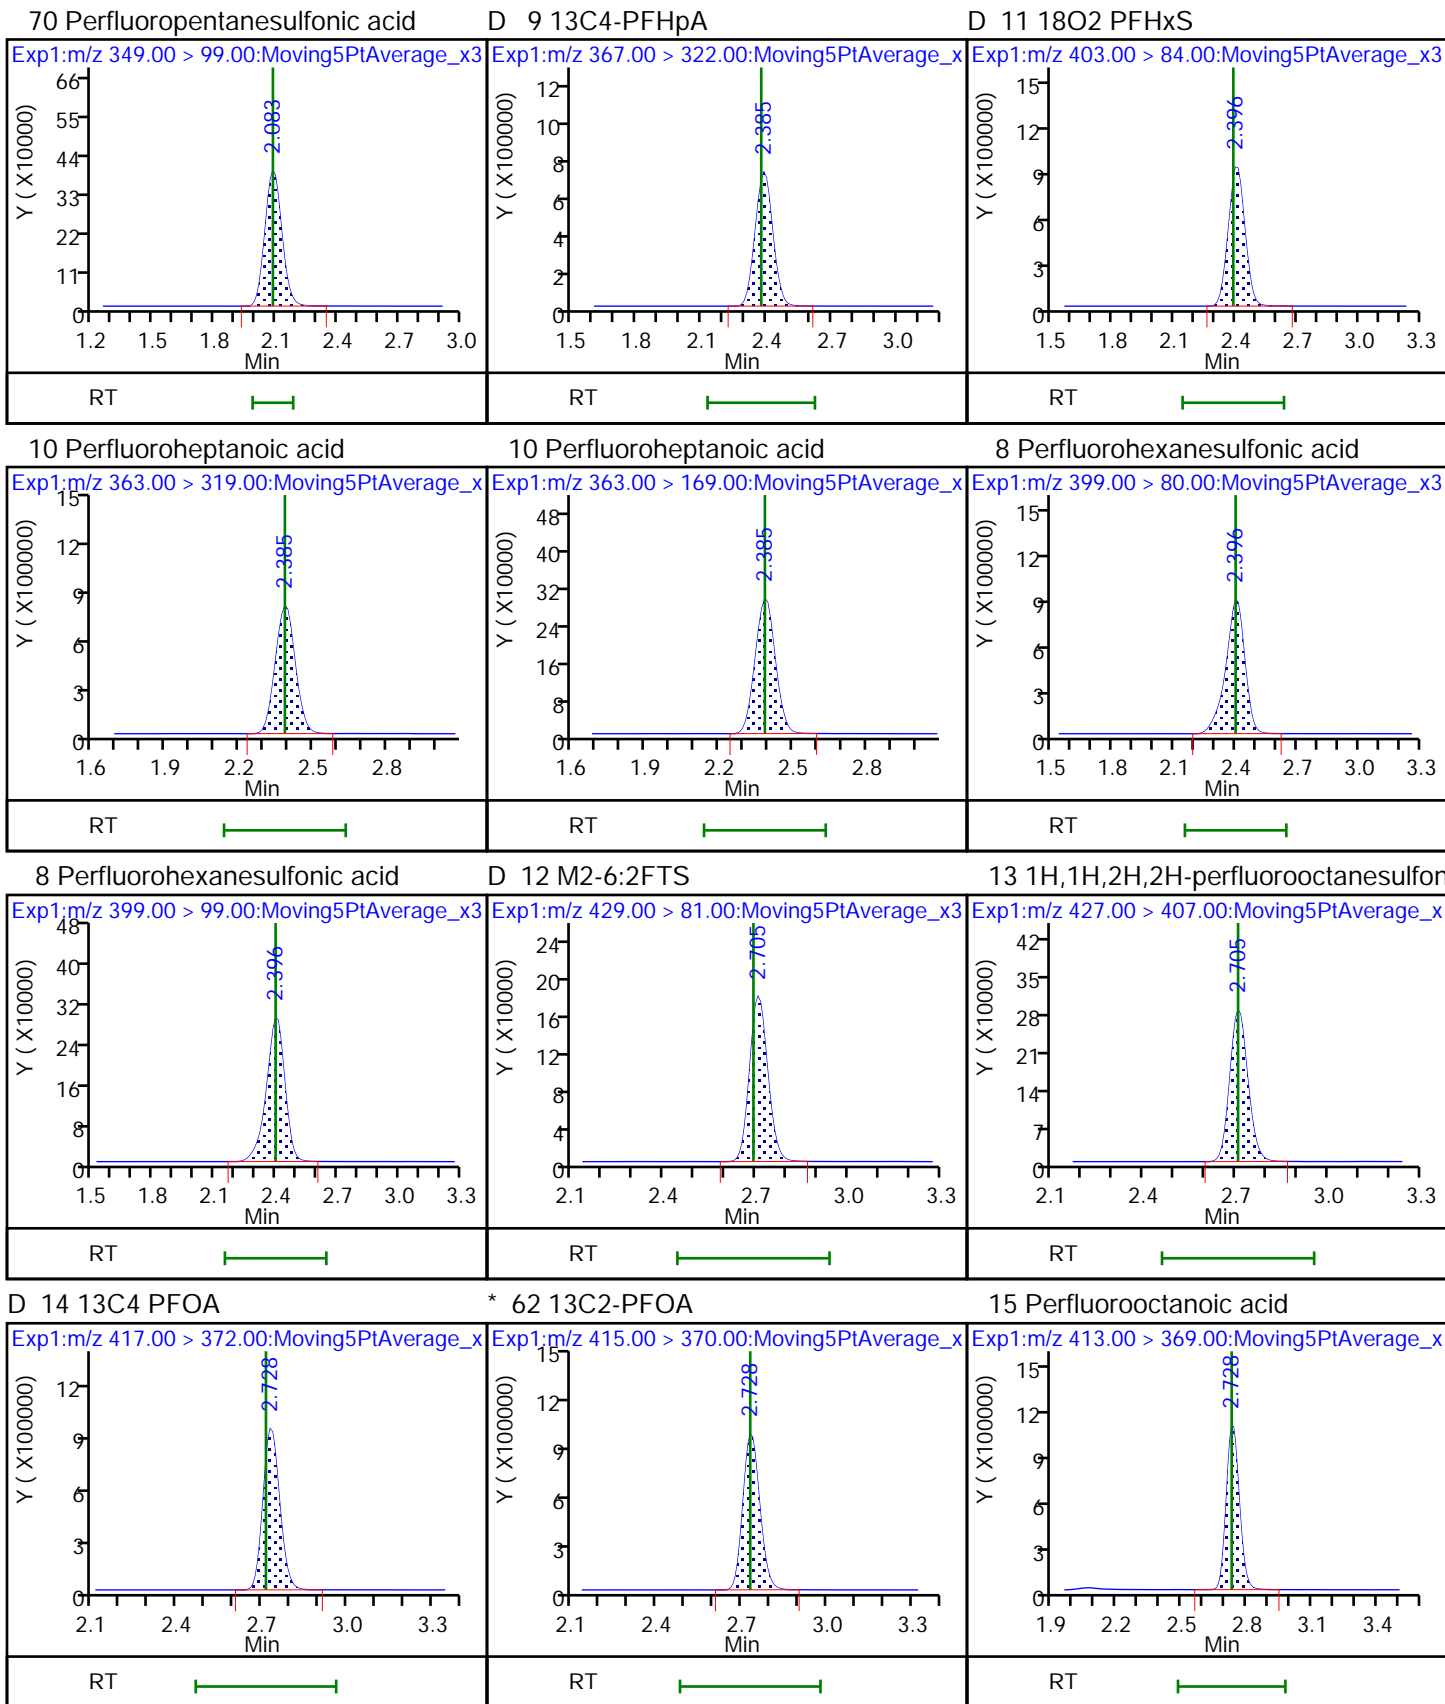 70 Perfluoropentanesulfonic acid
Exp1:m/z 349.00 > 99.00:Moving5PtAverage_x3
Y ( X100000)
66
55
44
33
22
11
0
2.083
1.2 1.5 1.8 2.1 2.4 2.7 3.0
Min
RT
D 9 13C4-PFHpA
Exp1:m/z 367.00 > 322.00:Moving5PtAverage_x
Y ( X100000)
12
10
8
6
4
2
0
2.385
1.5 1.8 2.1 2.4 2.7 3.0
Min
RT
D 11 18O2 PFHxS
Exp1:m/z 403.00 > 84.00:Moving5PtAverage_x3
Y ( X100000)
15
12
9
6
3
0
2.396
1.5 1.8 2.1 2.4 2.7 3.0 3.3
Min
RT
10 Perfluoroheptanoic acid
Exp1:m/z 363.00 > 319.00:Moving5PtAverage_x
Y ( X100000)
15
12
9
6
3
0
2.385
1.6 1.9 2.2 2.5 2.8
Min
RT
10 Perfluoroheptanoic acid
Exp1:m/z 363.00 > 169.00:Moving5PtAverage_x
Y ( X10000)
48
40
32
24
16
8
0
2.385
1.6 1.9 2.2 2.5 2.8
Min
RT
8 Perfluorohexanesulfonic acid
Exp1:m/z 399.00 > 80.00:Moving5PtAverage_x3
Y ( X100000)
15
12
9
6
3
0
2.396
1.5 1.8 2.1 2.4 2.7 3.0 3.3
Min
RT
8 Perfluorohexanesulfonic acid
Exp1:m/z 399.00 > 99.00:Moving5PtAverage_x3
Y ( X10000)
48
40
32
24
16
8
0
2.396
1.5 1.8 2.1 2.4 2.7 3.0 3.3
Min
RT
D 12 M2-6:2FTS
Exp1:m/z 429.00 > 81.00:Moving5PtAverage_x3
Y ( X10000)
24
20
16
12
8
4
0
2.705
2.1 2.4 2.7 3.0 3.3
Min
RT
13 1H,1H,2H,2H-perfluorooctanesulfon
Exp1:m/z 427.00 > 407.00:Moving5PtAverage_x
Y ( X10000)
42
35
28
21
14
7
0
2.705
2.1 2.4 2.7 3.0 3.3
Min
RT
D 14 13C4 PFOA
Exp1:m/z 417.00 > 372.00:Moving5PtAverage_x
Y ( X100000)
12
9
6
3
0
2.728
2.1 2.4 2.7 3.0 3.3
Min
RT
* 62 13C2-PFOA
Exp1:m/z 415.00 > 370.00:Moving5PtAverage_x
Y ( X100000)
15
12
9
6
3
0
2.728
2.1 2.4 2.7 3.0 3.3
Min
RT
15 Perfluorooctanoic acid
Exp1:m/z 413.00 > 369.00:Moving5PtAverage_x
Y ( X100000)
15
12
9
6
3
0
2.728
1.9 2.2 2.5 2.8 3.1 3.4
Min
RT